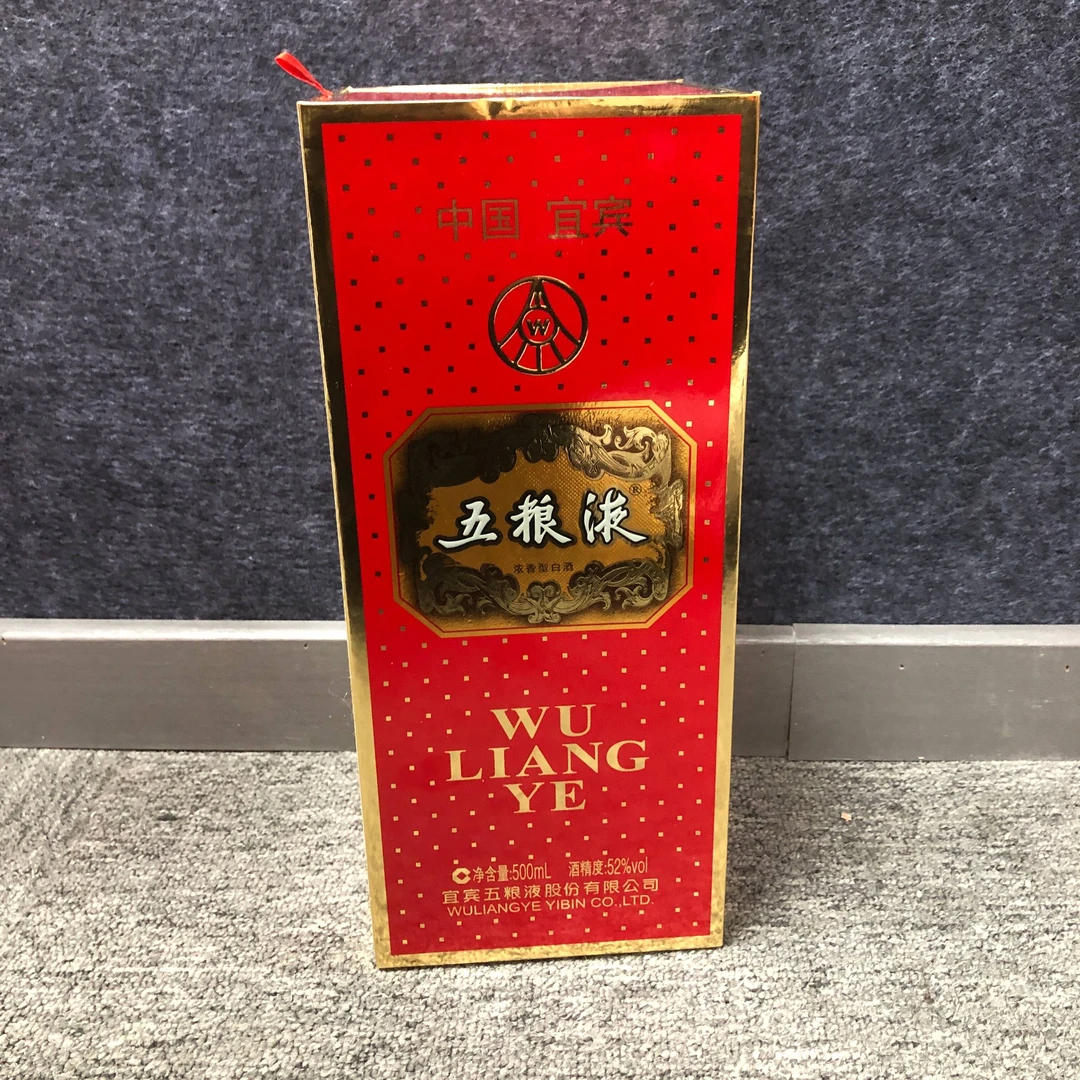 中国 宜宾
W
五粮液®
浓香型白酒
WU
LIANG
YE
净含量:500mL 酒精度:52%vol
宜宾五粮液股份有限公司
WULIANGYE YIBIN CO.,LTD.